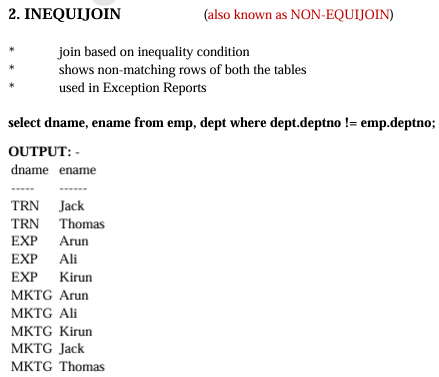 2. INEQUIJOIN (also known as NON-EQUIJOIN)
* join based on inequality condition
* shows non-matching rows of both the tables
* used in Exception Reports
select dname, ename from emp, dept where dept.deptno != emp.deptno;
OUTPUT: -
dname ename
----- ------
TRN Jack
TRN Thomas
EXP Arun
EXP Ali
EXP Kirun
MKTG Arun
MKTG Ali
MKTG Kirun
MKTG Jack
MKTG Thomas